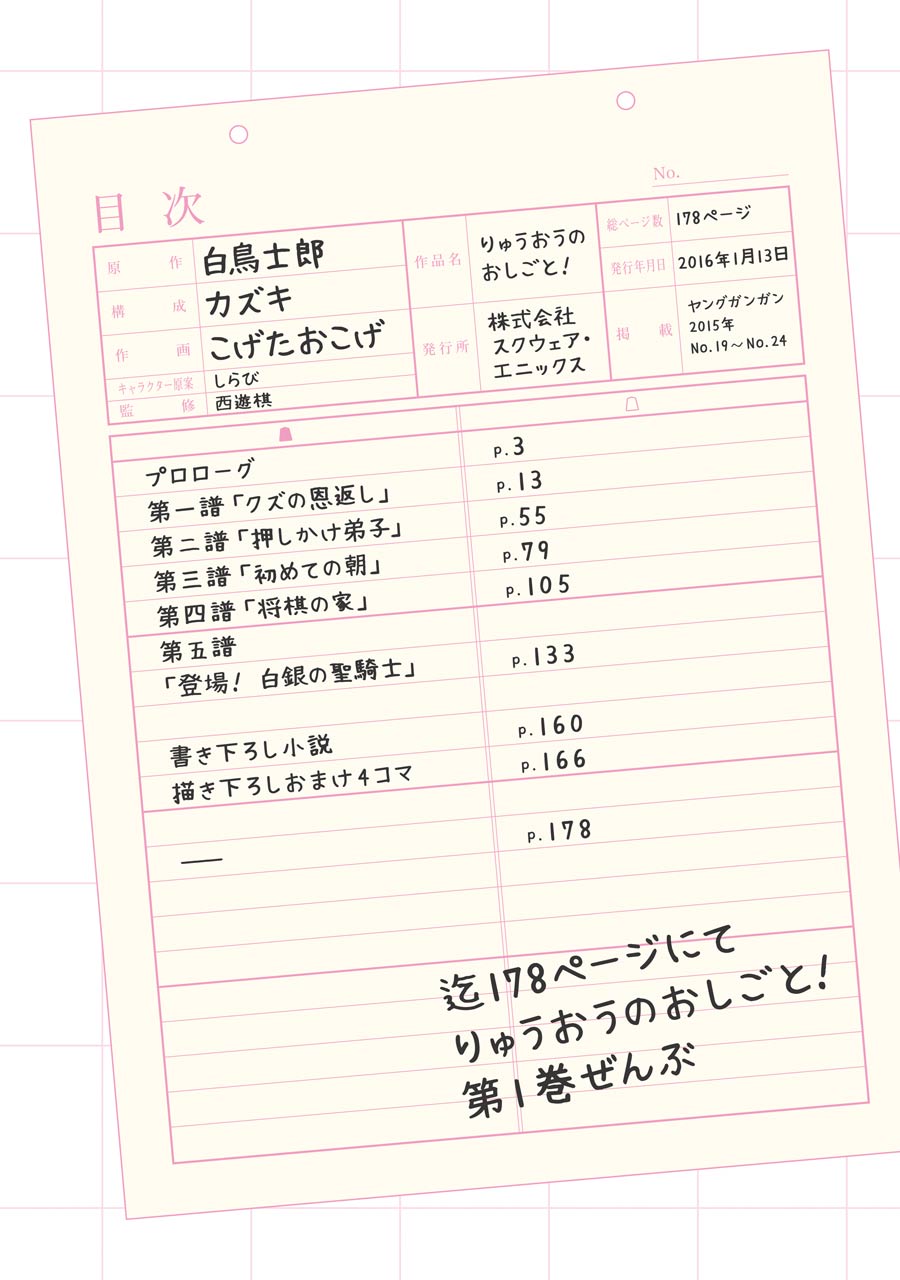 目次
No.
原作 白鳥士郎
構成 カズキ
作画 こげたおこげ
キャラクター原案 しらび
監修 西遊棋
作品名 りゅうおうの
おしごと!
発行所 株式会社
スクウェア・
エニックス
総ページ数 178ページ
発行年月日 2016年1月13日
掲載 ヤングガンガン
2015年
No.19〜No.24
プロローグ p.3
第一譜「クズの恩返し」 p.13
第二譜「押しかけ弟子」 p.55
第三譜「初めての朝」 p.79
第四譜「将棋の家」 p.105
第五譜
「登場! 白銀の聖騎士」 p.133
書き下ろし小説 p.160
描き下ろしおまけ4コマ p.166
── p.178
迄178ページにて
りゅうおうのおしごと!
第1巻ぜんぶ